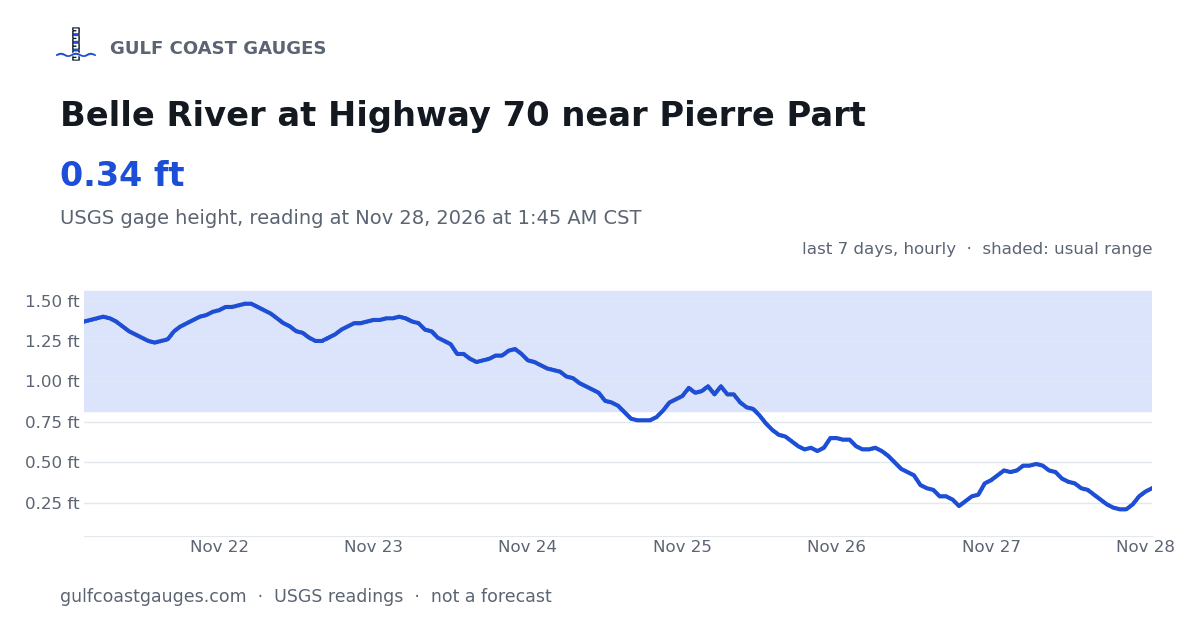 GULF COAST GAUGES
Belle River at Highway 70 near Pierre Part
0.34 ft
USGS gage height, reading at Nov 28, 2026 at 1:45 AM CST
last 7 days, hourly · shaded: usual range
1.50 ft
1.25 ft
1.00 ft
0.75 ft
0.50 ft
0.25 ft
Nov 22 Nov 23 Nov 24 Nov 25 Nov 26 Nov 27 Nov 28
gulfcoastgauges.com · USGS readings · not a forecast